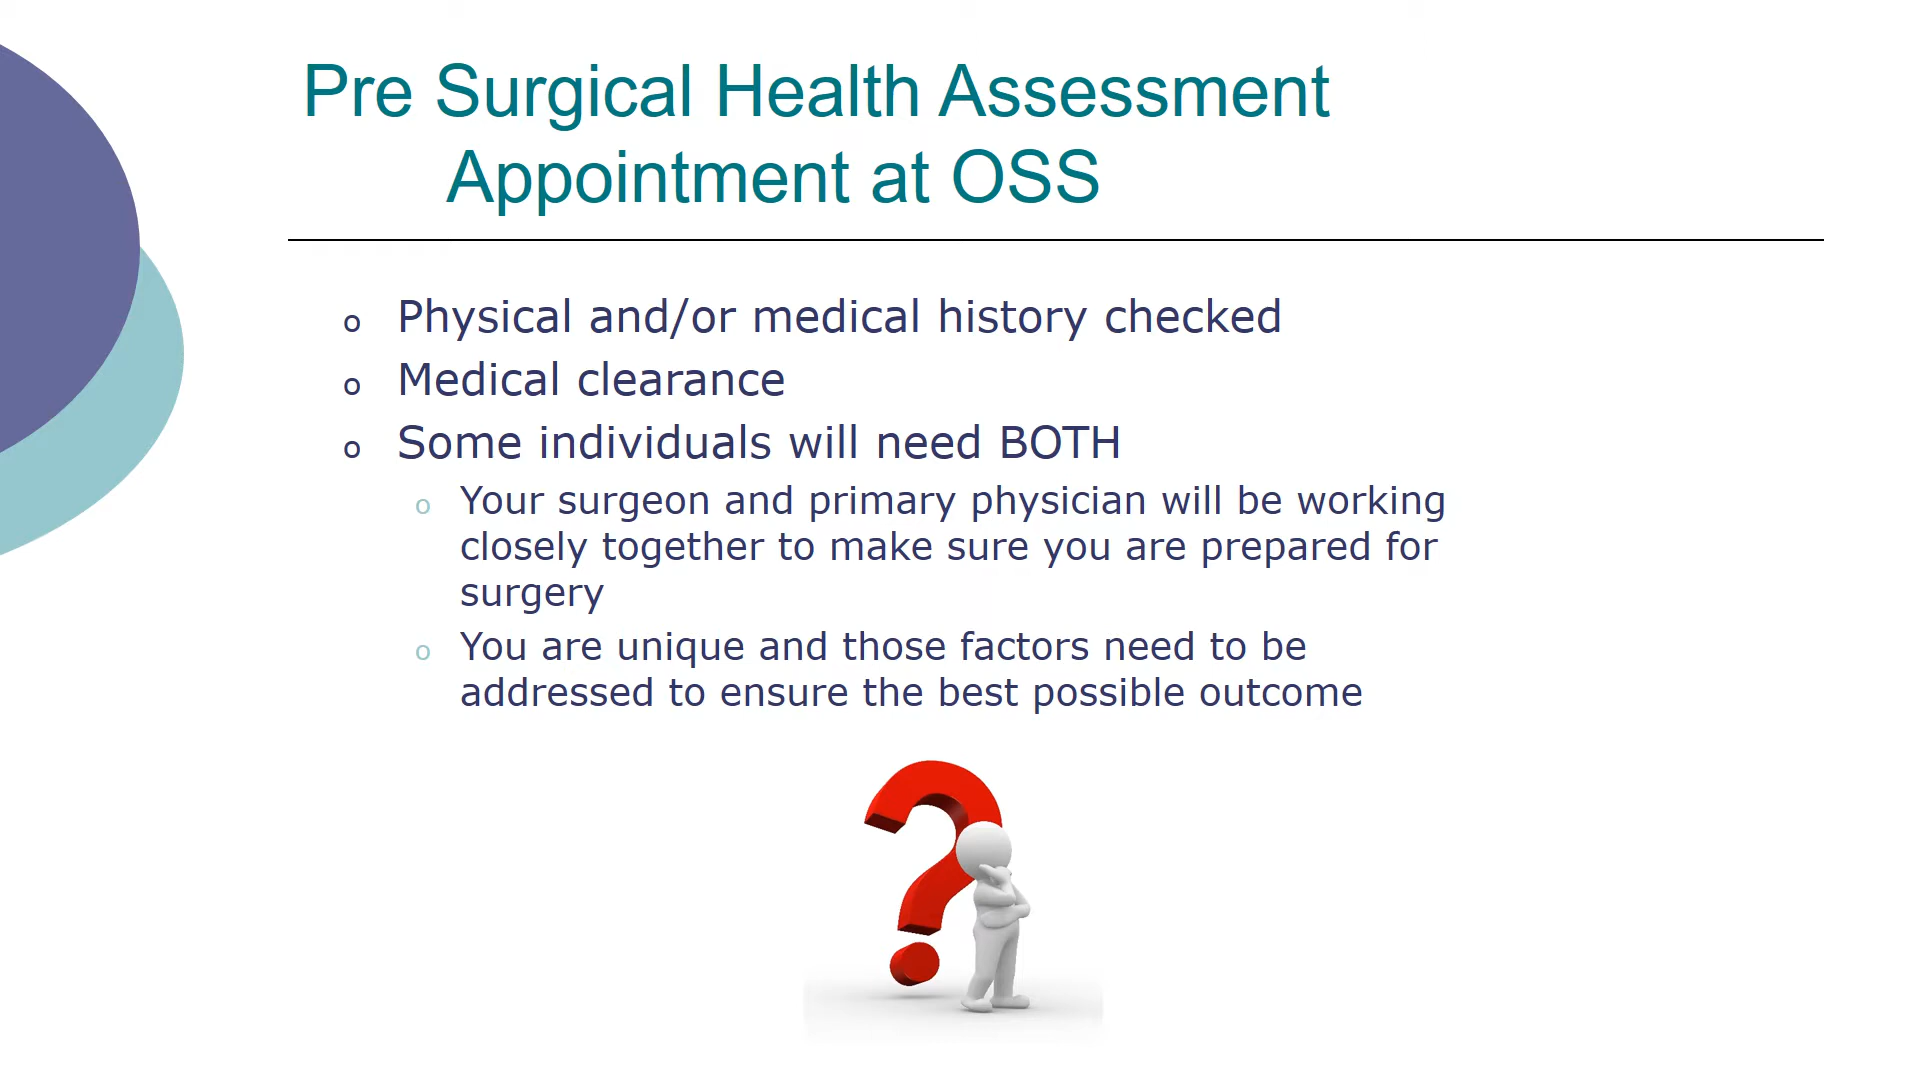 Pre Surgical Health Assessment
Appointment at OSS
o Physical and/or medical history checked
o Medical clearance
o Some individuals will need BOTH
o Your surgeon and primary physician will be working
closely together to make sure you are prepared for
surgery
o You are unique and those factors need to be
addressed to ensure the best possible outcome